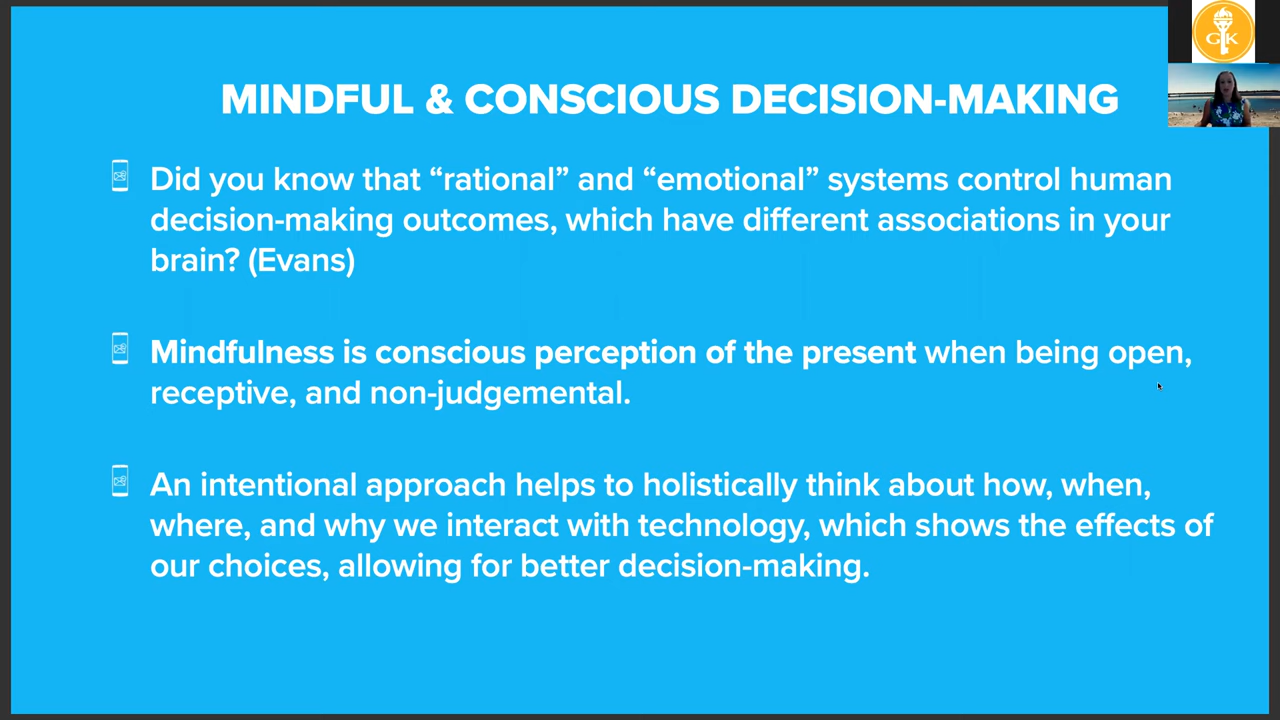 MINDFUL & CONSCIOUS DECISION-MAKING
Did you know that “rational” and “emotional” systems control human
decision-making outcomes, which have different associations in your
brain? (Evans)
Mindfulness is conscious perception of the present when being open,
receptive, and non-judgemental.
An intentional approach helps to holistically think about how, when,
where, and why we interact with technology, which shows the effects of
our choices, allowing for better decision-making.
GK